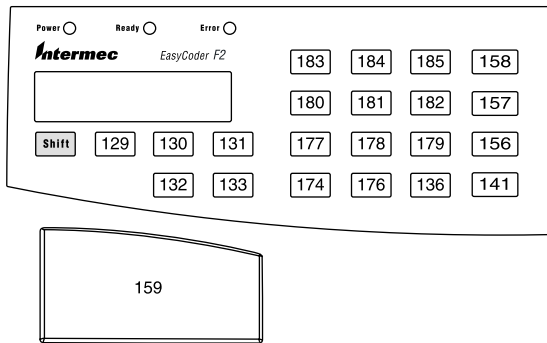 Power Ready Error
Intermec EasyCoder F2
183 184 185 158
180 181 182 157
Shift 129 130 131 177 178 179 156
132 133 174 176 136 141
159